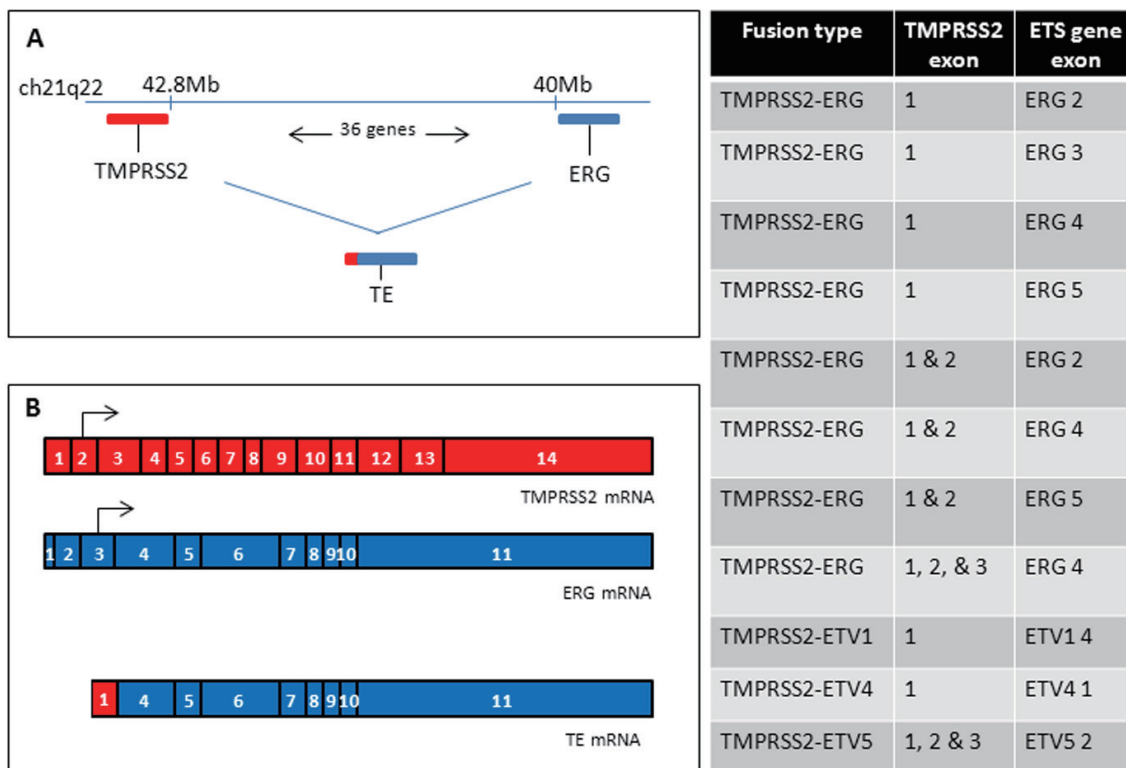 A
ch21q22 42.8Mb 40Mb
36 genes
TMPRSS2 ERG
TE
B
1 2 3 4 5 6 7 8 9 10 11 12 13 14
TMPRSS2 mRNA
1 2 3 4 5 6 7 8 9 10 11
ERG mRNA
1 4 5 6 7 8 9 10 11
TE mRNA
Fusion type TMPRSS2 exon ETS gene exon
TMPRSS2-ERG 1 ERG 2
TMPRSS2-ERG 1 ERG 3
TMPRSS2-ERG 1 ERG 4
TMPRSS2-ERG 1 ERG 5
TMPRSS2-ERG 1 & 2 ERG 2
TMPRSS2-ERG 1 & 2 ERG 4
TMPRSS2-ERG 1 & 2 ERG 5
TMPRSS2-ERG 1, 2, & 3 ERG 4
TMPRSS2-ETV1 1 ETV1 4
TMPRSS2-ETV4 1 ETV4 1
TMPRSS2-ETV5 1, 2 & 3 ETV5 2